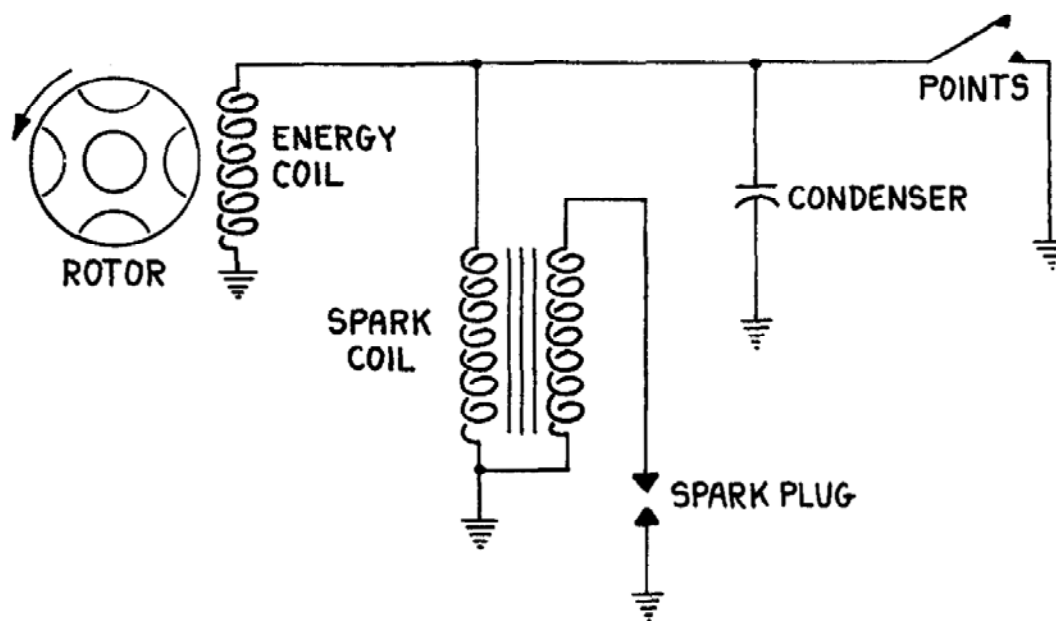 POINTS
ENERGY
COIL
CONDENSER
ROTOR
SPARK
COIL
SPARK PLUG